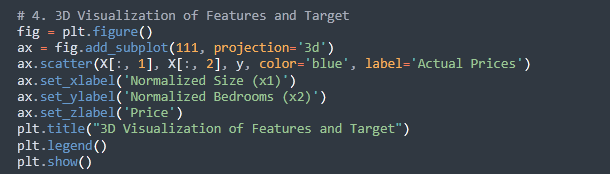 # 4. 3D Visualization of Features and Target
fig = plt.figure()
ax = fig.add_subplot(111, projection='3d')
ax.scatter(X[:, 1], X[:, 2], y, color='blue', label='Actual Prices')
ax.set_xlabel('Normalized Size (x1)')
ax.set_ylabel('Normalized Bedrooms (x2)')
ax.set_zlabel('Price')
plt.title("3D Visualization of Features and Target")
plt.legend()
plt.show()